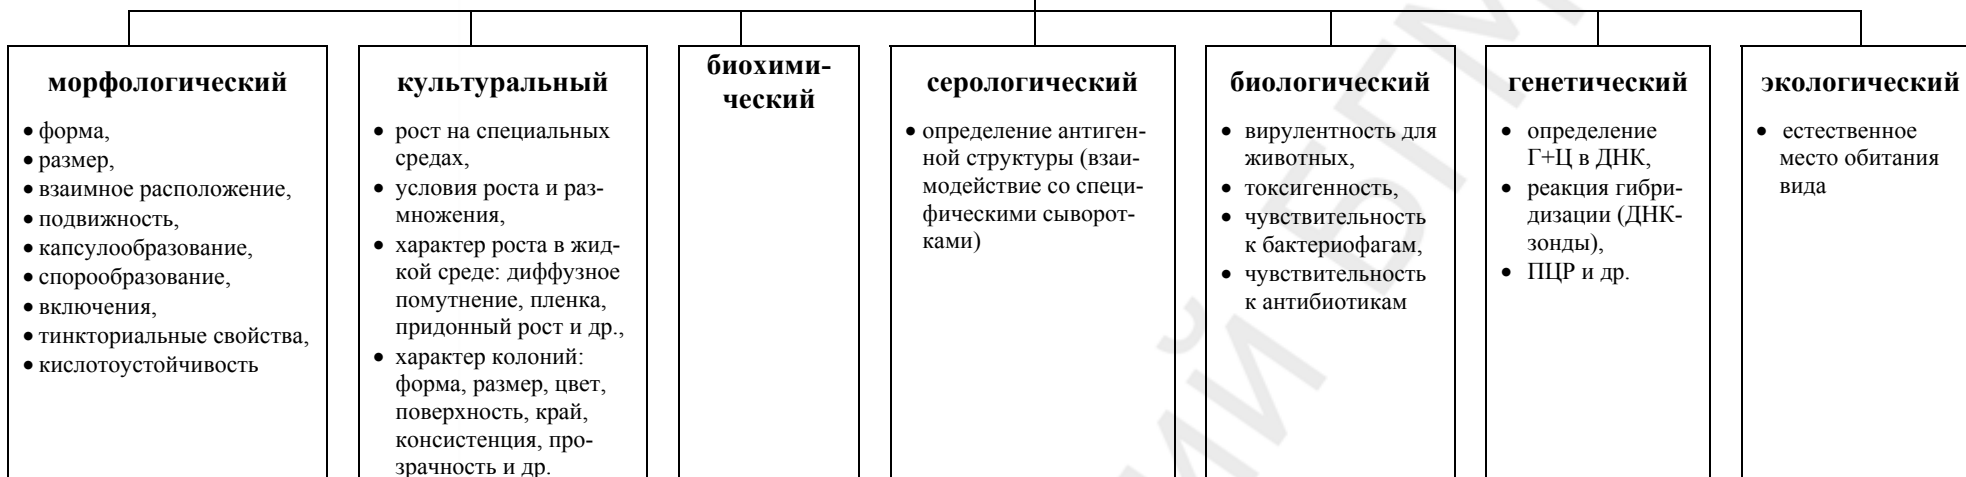 морфологический
• форма,
• размер,
• взаимное расположение,
• подвижность,
• капсулообразование,
• спорообразование,
• включения,
• тинкториальные свойства,
• кислотоустойчивость
культуральный
• рост на специальных
средах,
• условия роста и раз-
множения,
• характер роста в жид-
кой среде: диффузное
помутнение, пленка,
придонный рост и др.,
• характер колоний:
форма, размер, цвет,
поверхность, край,
консистенция, про-
зрачность и др.
биохими-
ческий
серологический
• определение антиген-
ной структуры (взаи-
модействие со специ-
фическими сыворот-
ками)
биологический
• вирулентность для
животных,
• токсигенность,
• чувствительность
к бактериофагам,
• чувствительность
к антибиотикам
генетический
• определение
Г+Ц в ДНК,
• реакция гибри-
дизации (ДНК-
зонды),
• ПЦР и др.
экологический
• естественное
место обитания
вида